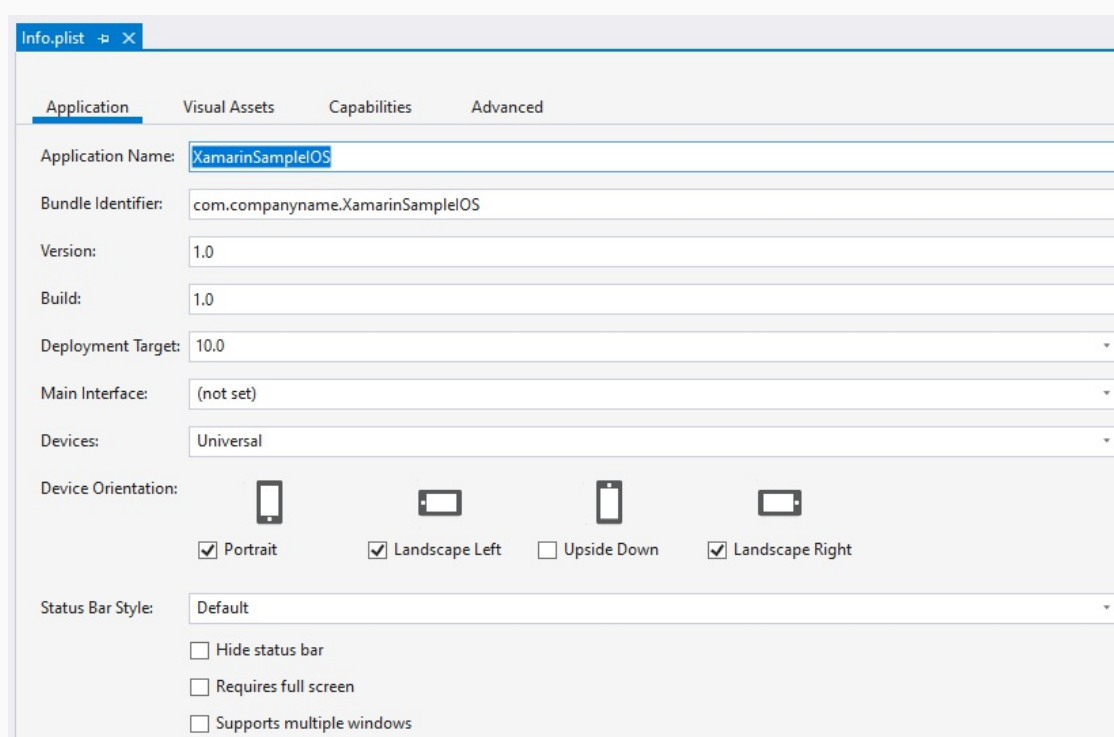 Info.plist
Application Visual Assets Capabilities Advanced
Application Name: XamarinSampleIOS
Bundle Identifier: com.companyname.XamarinSampleIOS
Version: 1.0
Build: 1.0
Deployment Target: 10.0
Main Interface: (not set)
Devices: Universal
Device Orientation:
Portrait Landscape Left Upside Down Landscape Right
Status Bar Style: Default
Hide status bar
Requires full screen
Supports multiple windows